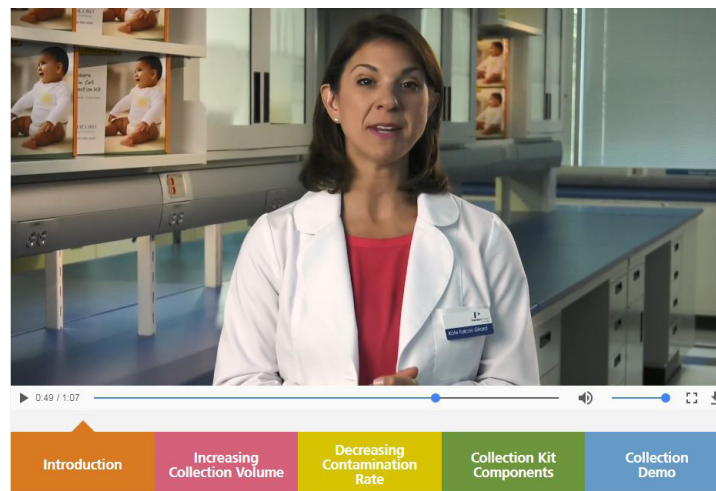 0:49 / 1:07
Introduction
Increasing
Collection Volume
Decreasing
Contamination
Rate
Collection Kit
Components
Collection
Demo